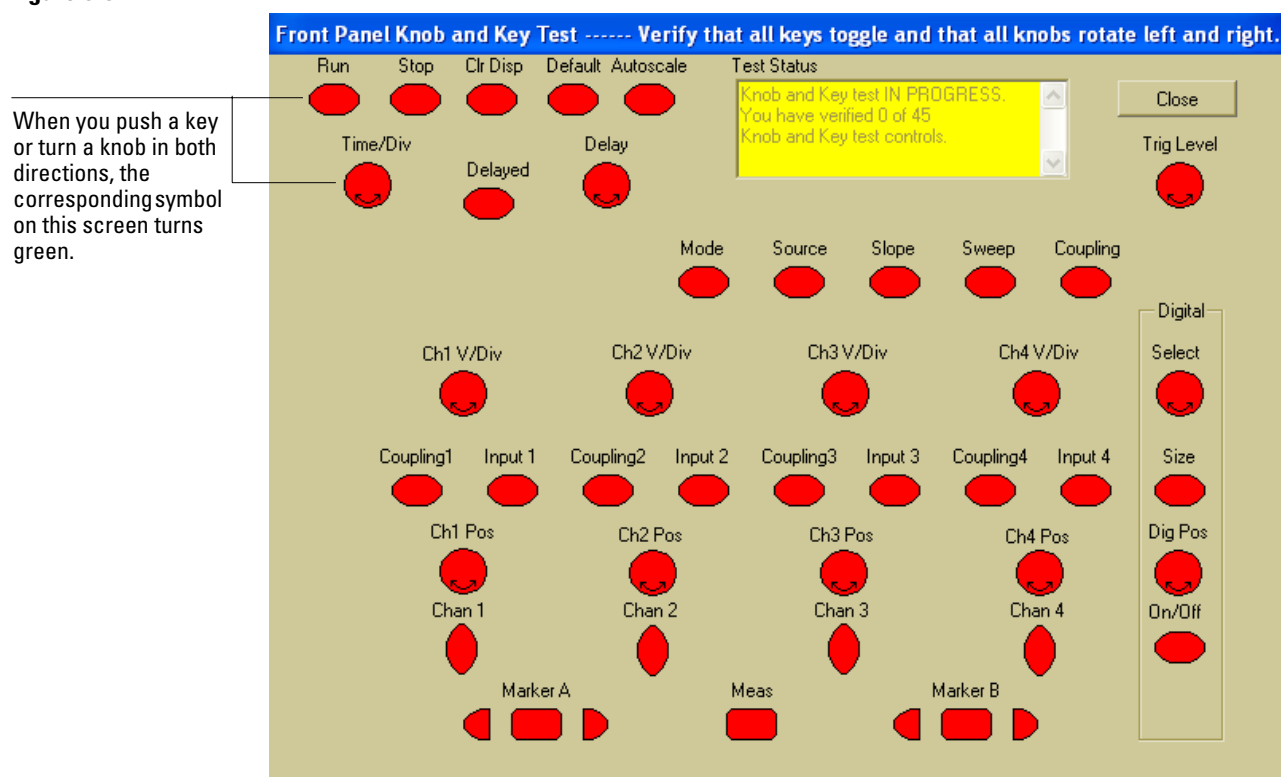 Front Panel Knob and Key Test ------ Verify that all keys toggle and that all knobs rotate left and right.
Run Stop Clr Disp Default Autoscale Test Status
Knob and Key test IN PROGRESS.
You have verified 0 of 45
Knob and Key test controls.
Close
When you push a key
or turn a knob in both
directions, the
corresponding symbol
on this screen turns
green.
Time/Div Delayed Delay Trig Level
Mode Source Slope Sweep Coupling
Digital
Ch1 V/Div Ch2 V/Div Ch3 V/Div Ch4 V/Div Select
Coupling1 Input 1 Coupling2 Input 2 Coupling3 Input 3 Coupling4 Input 4 Size
Ch1 Pos Ch2 Pos Ch3 Pos Ch4 Pos Dig Pos
Chan 1 Chan 2 Chan 3 Chan 4 On/Off
Marker A Meas Marker B